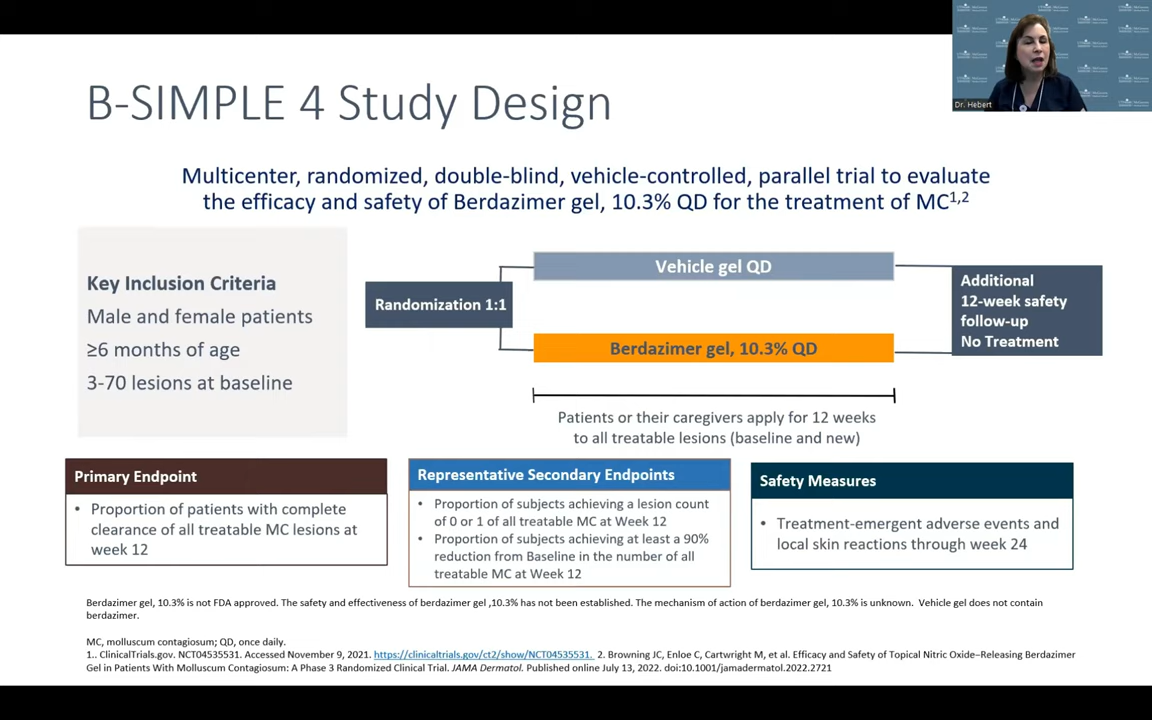 B-SIMPLE 4 Study Design
Dr. Hebert
Multicenter, randomized, double-blind, vehicle-controlled, parallel trial to evaluate
the efficacy and safety of Berdazimer gel, 10.3% QD for the treatment of MC1,2
Key Inclusion Criteria
Male and female patients
≥6 months of age
3-70 lesions at baseline
Randomization 1:1
Vehicle gel QD
Berdazimer gel, 10.3% QD
Additional
12-week safety
follow-up
No Treatment
Patients or their caregivers apply for 12 weeks
to all treatable lesions (baseline and new)
Primary Endpoint
• Proportion of patients with complete
clearance of all treatable MC lesions at
week 12
Representative Secondary Endpoints
• Proportion of subjects achieving a lesion count
of 0 or 1 of all treatable MC at Week 12
• Proportion of subjects achieving at least a 90%
reduction from Baseline in the number of all
treatable MC at Week 12
Safety Measures
• Treatment-emergent adverse events and
local skin reactions through week 24
Berdazimer gel, 10.3% is not FDA approved. The safety and effectiveness of berdazimer gel ,10.3% has not been established. The mechanism of action of berdazimer gel, 10.3% is unknown. Vehicle gel does not contain
berdazimer.
MC, molluscum contagiosum; QD, once daily.
1.. ClinicalTrials.gov. NCT04535531. Accessed November 9, 2021. https://clinicaltrials.gov/ct2/show/NCT04535531. 2. Browning JC, Enloe C, Cartwright M, et al. Efficacy and Safety of Topical Nitric Oxide–Releasing Berdazimer
Gel in Patients With Molluscum Contagiosum: A Phase 3 Randomized Clinical Trial. JAMA Dermatol. Published online July 13, 2022. doi:10.1001/jamadermatol.2022.2721